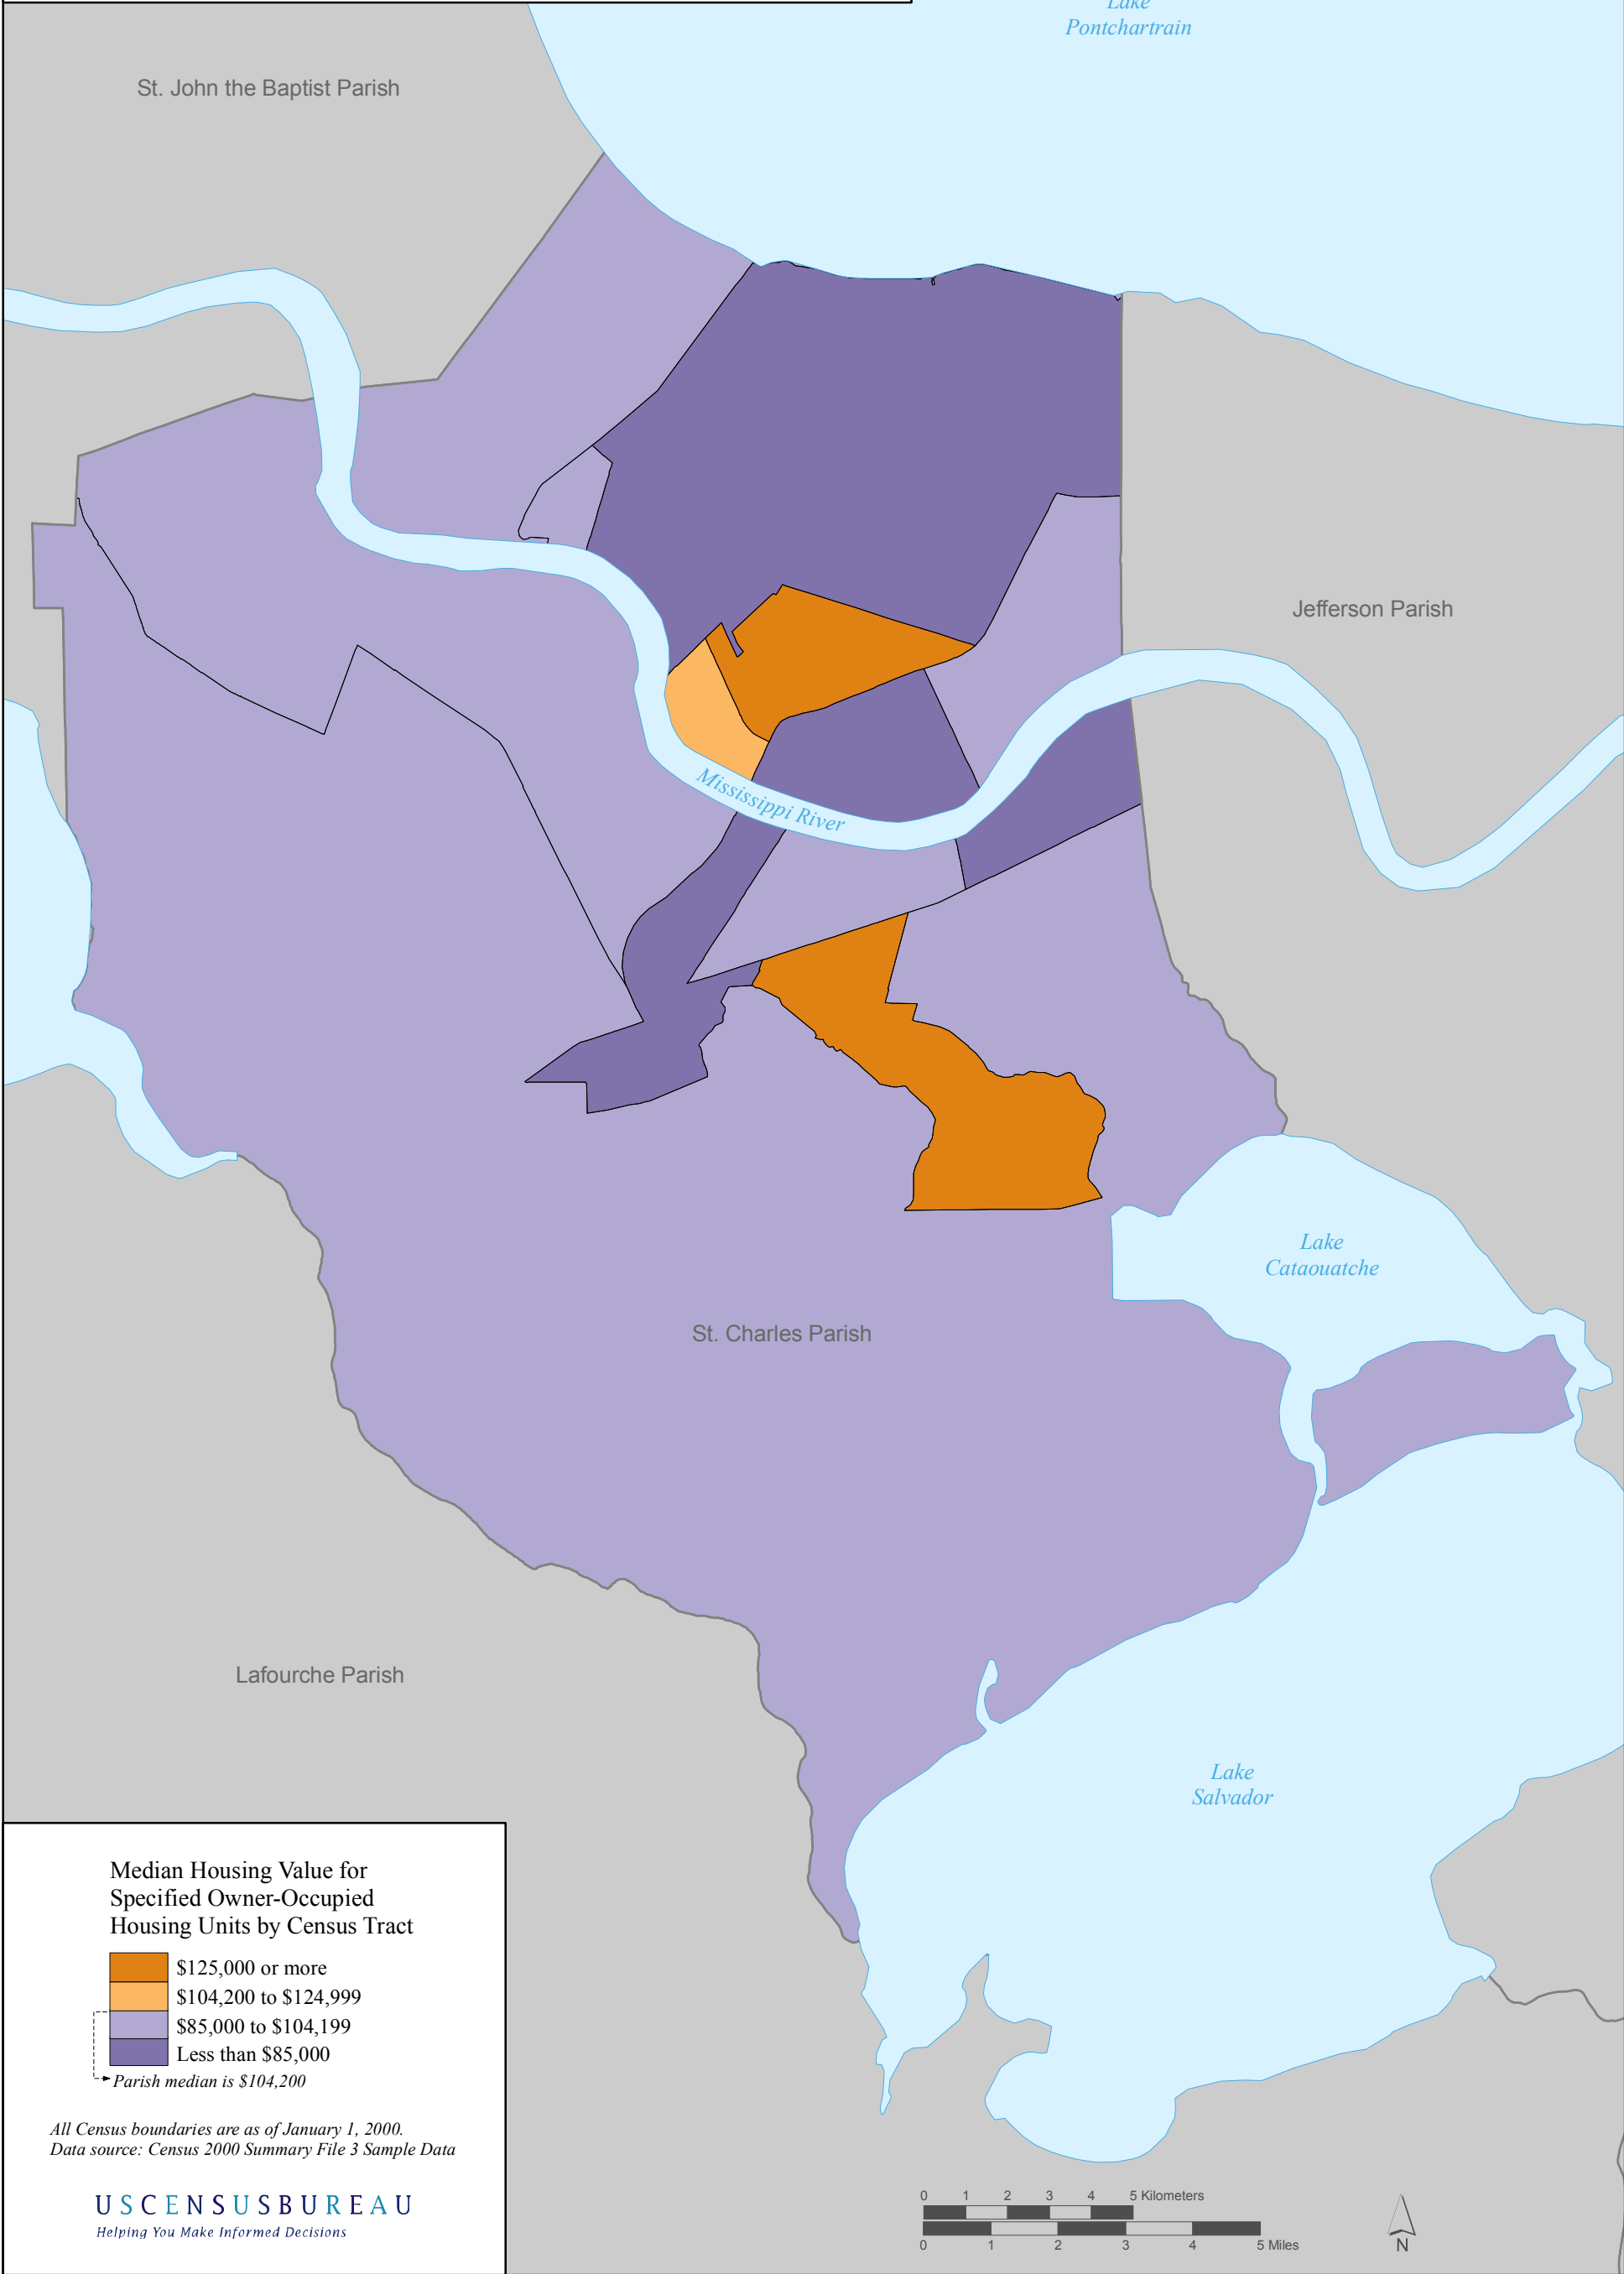 Lake
Pontchartrain
St. John the Baptist Parish
Jefferson Parish
Mississippi River
Lake
Cataouatche
St. Charles Parish
Lafourche Parish
Lake
Salvador
Median Housing Value for
Specified Owner-Occupied
Housing Units by Census Tract
$125,000 or more
$104,200 to $124,999
$85,000 to $104,199
Less than $85,000
Parish median is $104,200
All Census boundaries are as of January 1, 2000.
Data source: Census 2000 Summary File 3 Sample Data
USCENSUSBUREAU
Helping You Make Informed Decisions
0 1 2 3 4 5 Kilometers
0 1 2 3 4 5 Miles
N